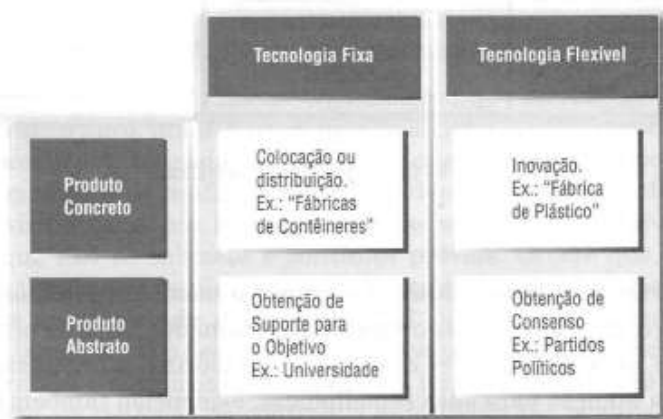 Tecnologia Fixa
Tecnologia Flexível
Produto
Concreto
Colocação ou
distribuição.
Ex.: "Fábricas
de Contêineres"
Inovação.
Ex.: "Fábrica
de Plástico"
Produto
Abstrato
Obtenção de
Suporte para
o Objetivo
Ex.: Universidade
Obtenção de
Consenso
Ex.: Partidos
Políticos